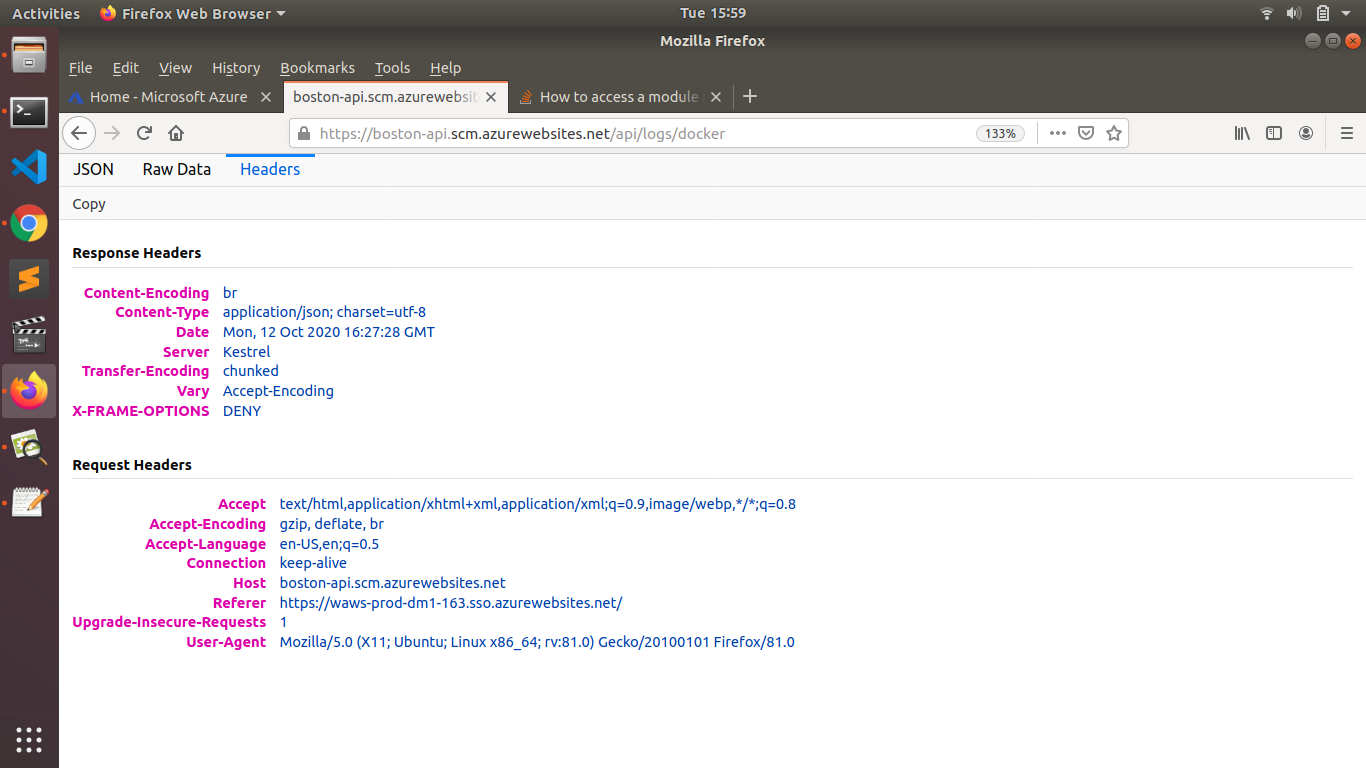 Activities Firefox Web Browser Tue 15:59
Mozilla Firefox
File Edit View History Bookmarks Tools Help
Home - Microsoft Azure boston-api.scm.azurewebsit How to access a module
https://boston-api.scm.azurewebsites.net/api/logs/docker 133%
JSON Raw Data Headers
Copy
Response Headers
Content-Encoding br
Content-Type application/json; charset=utf-8
Date Mon, 12 Oct 2020 16:27:28 GMT
Server Kestrel
Transfer-Encoding chunked
Vary Accept-Encoding
X-FRAME-OPTIONS DENY
Request Headers
Accept text/html,application/xhtml+xml,application/xml;q=0.9,image/webp,*/*;q=0.8
Accept-Encoding gzip, deflate, br
Accept-Language en-US,en;q=0.5
Connection keep-alive
Host boston-api.scm.azurewebsites.net
Referer https://waws-prod-dm1-163.sso.azurewebsites.net/
Upgrade-Insecure-Requests 1
User-Agent Mozilla/5.0 (X11; Ubuntu; Linux x86_64; rv:81.0) Gecko/20100101 Firefox/81.0